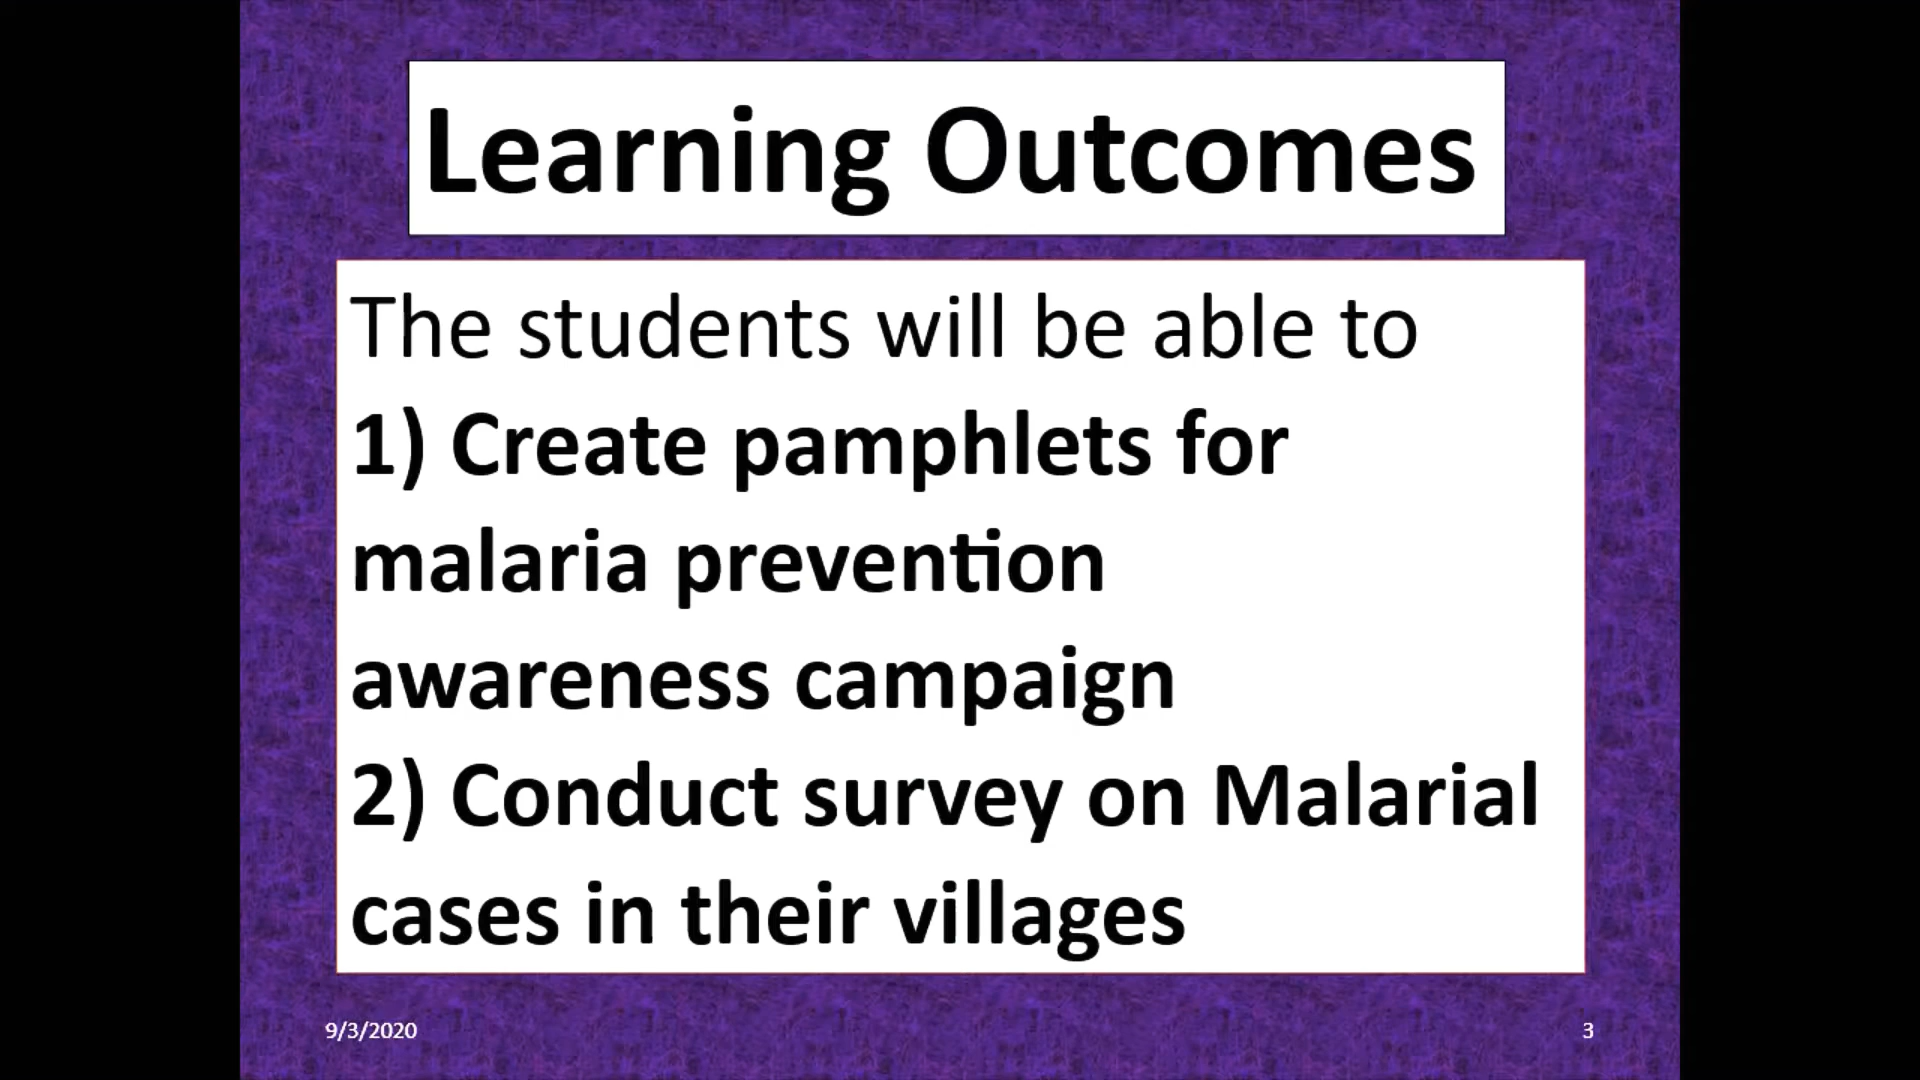 Learning Outcomes
The students will be able to
1) Create pamphlets for
malaria prevention
awareness campaign
2) Conduct survey on Malarial
cases in their villages
9/3/2020
3